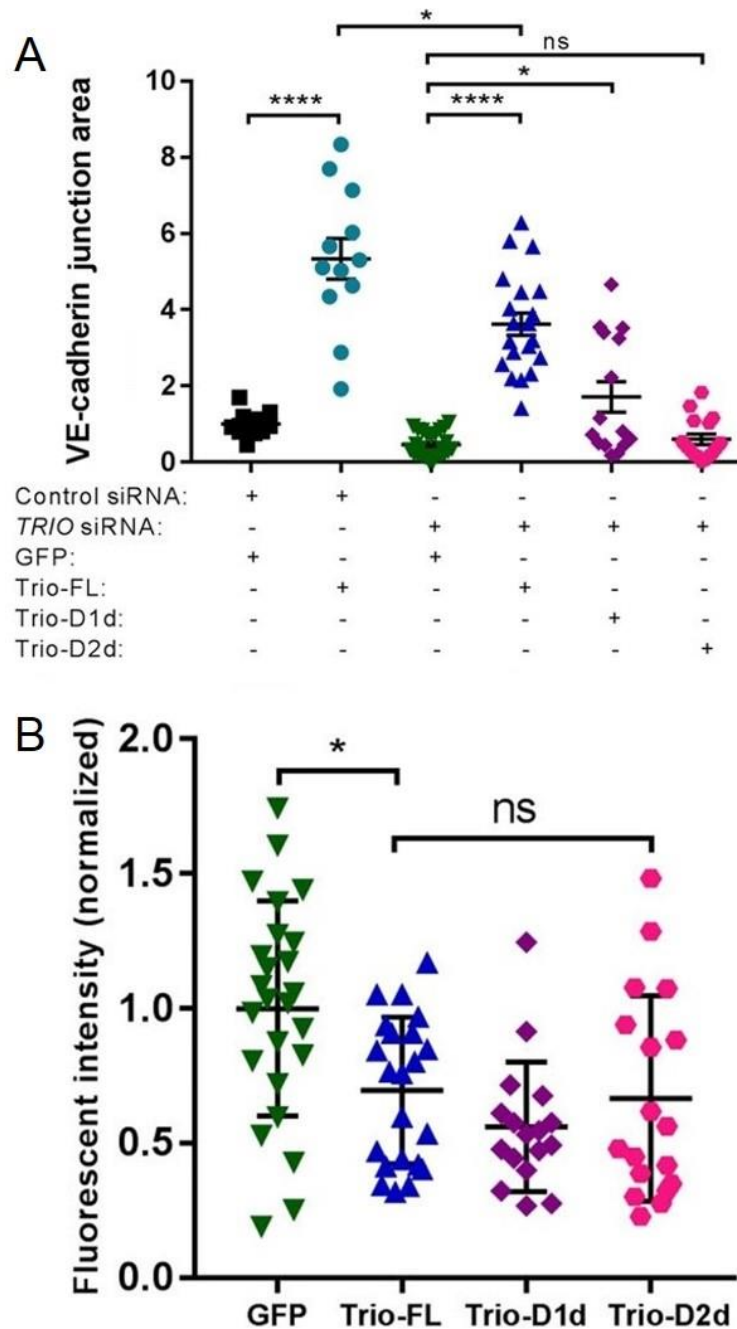 A
*
ns
*
****
****
VE-cadherin junction area
10
8
6
4
2
0
Control siRNA: + + - - - -
TRIO siRNA: - - + + + +
GFP: + - + - - -
Trio-FL: - + - + - -
Trio-D1d: - - - - + -
Trio-D2d: - - - - - +
B
Fluorescent intensity (normalized)
2.0
1.5
1.0
0.5
0.0
*
ns
GFP Trio-FL Trio-D1d Trio-D2d